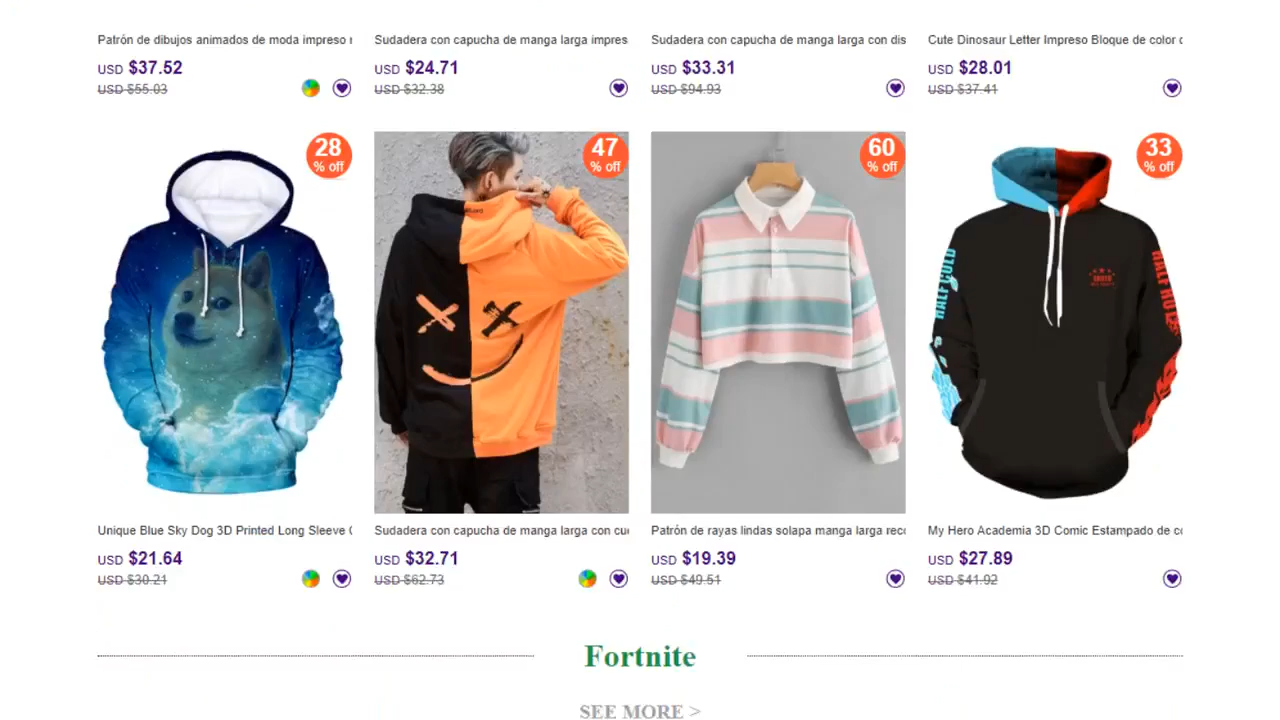 Patrón de dibujos animados de moda impreso
Sudadera con capucha de manga larga impres
Sudadera con capucha de manga larga con dis
Cute Dinosaur Letter Impreso Bloque de color
USD $37.52
USD $24.71
USD $33.31
USD $28.01
USD $55.03
USD $32.38
USD $94.93
USD $37.41
28
% off
47
% off
60
% off
33
% off
HALF COLD
HALF HOT
Unique Blue Sky Dog 3D Printed Long Sleeve
Sudadera con capucha de manga larga con cu
Patrón de rayas lindas solapa manga larga rec
My Hero Academia 3D Comic Estampado de c
USD $21.64
USD $32.71
USD $19.39
USD $27.89
USD $30.21
USD $62.73
USD $49.51
USD $41.92
Fortnite
SEE MORE >